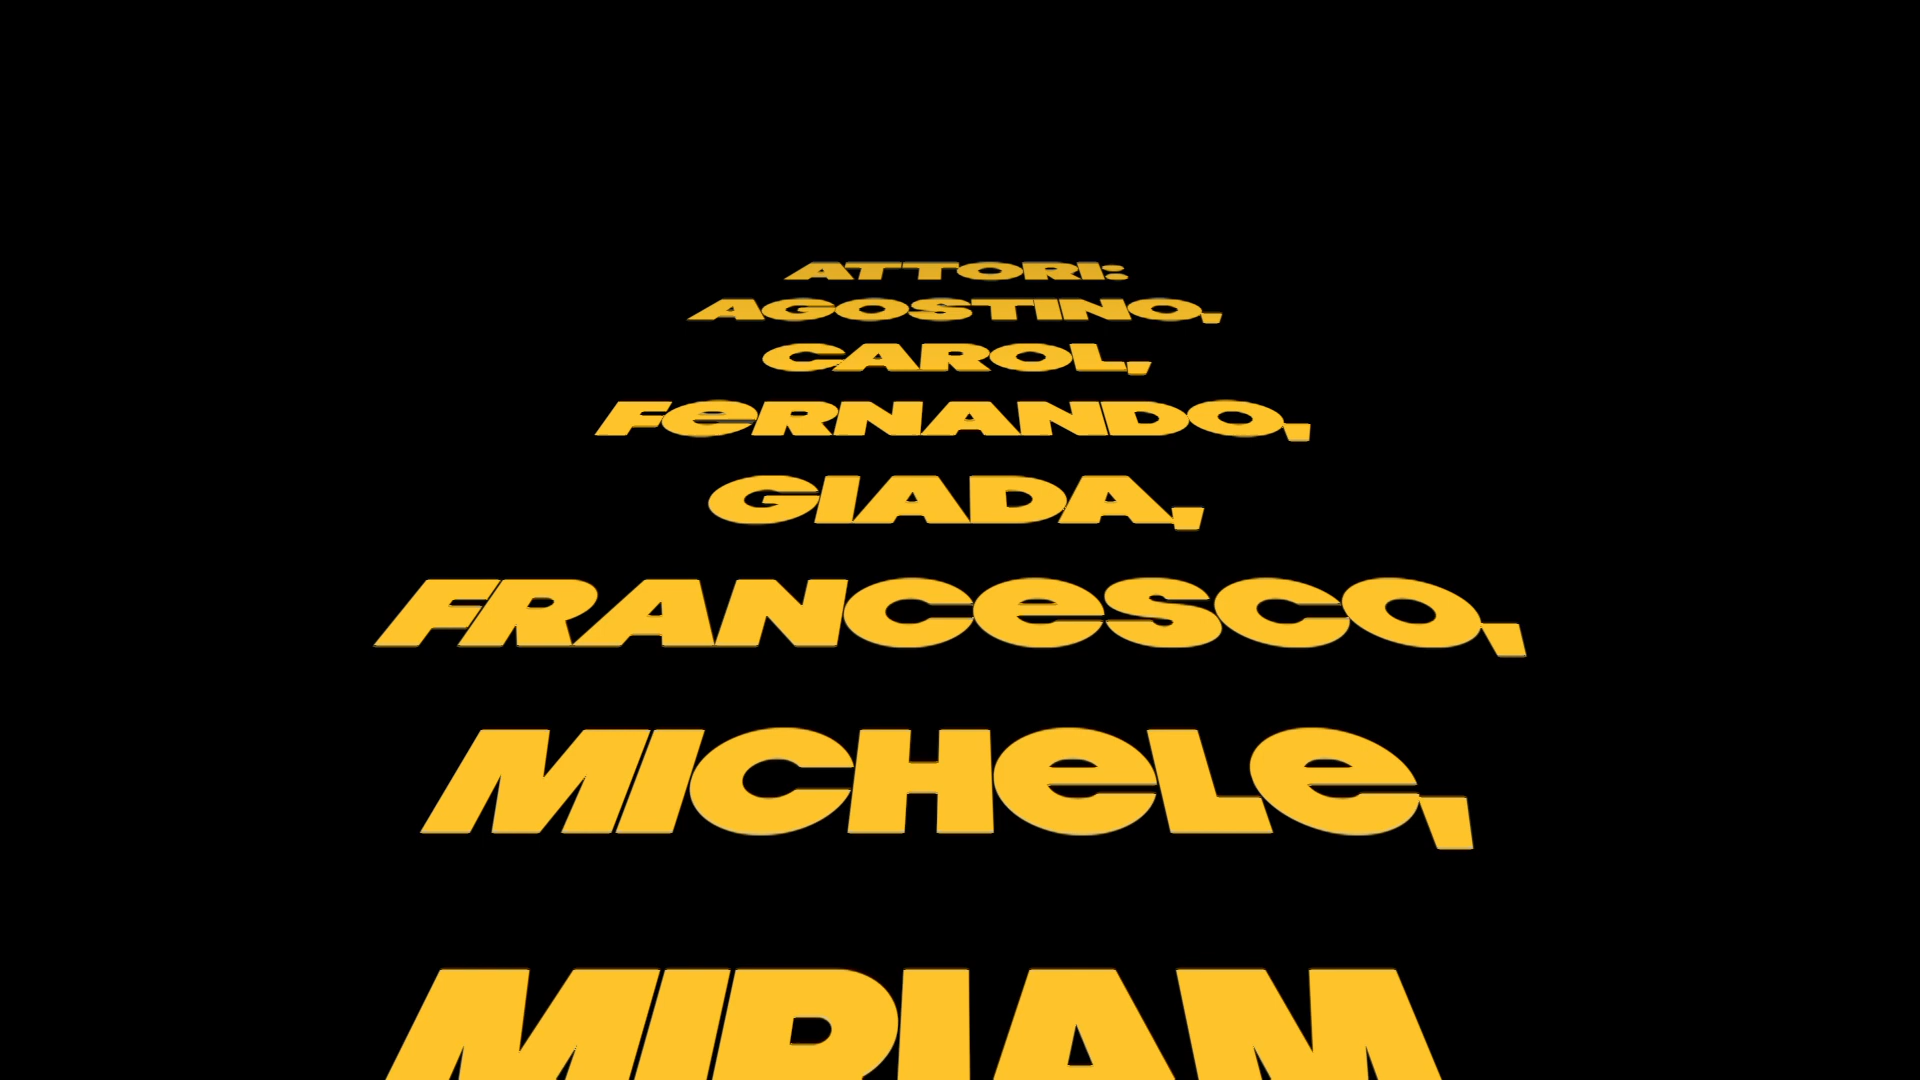 ATTORI:
AGOSTINO,
CAROL,
FeRNANDO,
GIADA,
FRANCeSCO,
MICHeLe,
MIRIAM